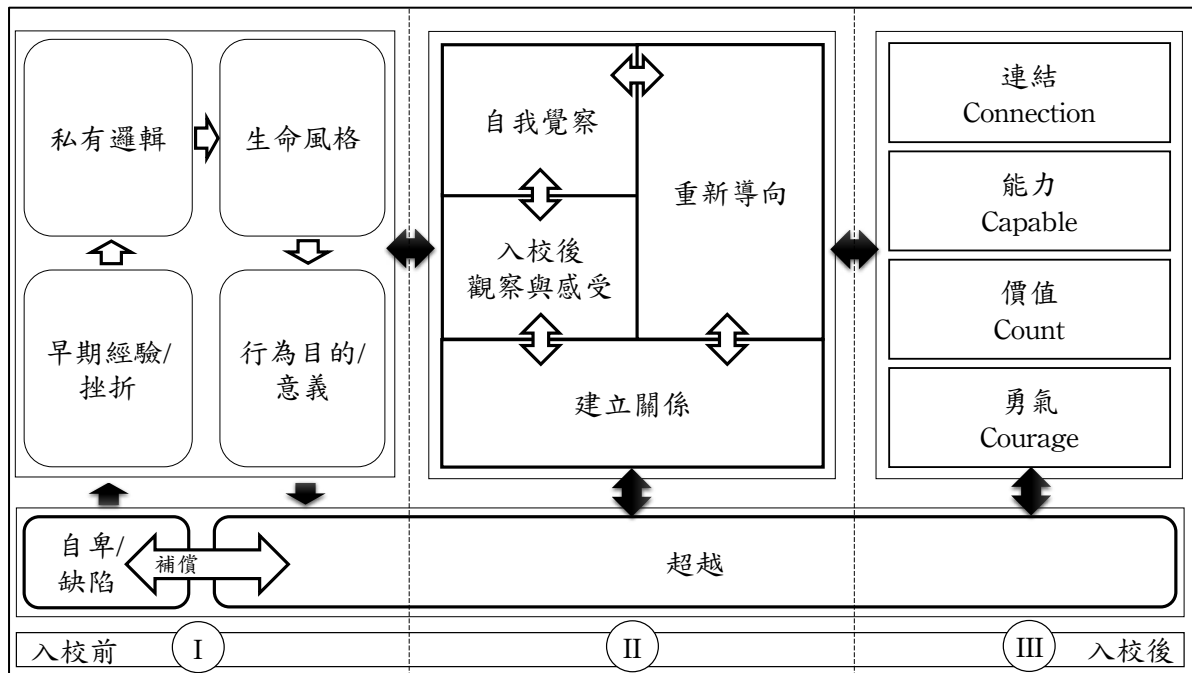 私有邏輯
生命風格
早期經驗/
挫折
行為目的/
意義
自我覺察
重新導向
入校後
觀察與感受
建立關係
連結
Connection
能力
Capable
價值
Count
勇氣
Courage
自卑/
缺陷
補償
超越
入校前
I
II
III
入校後